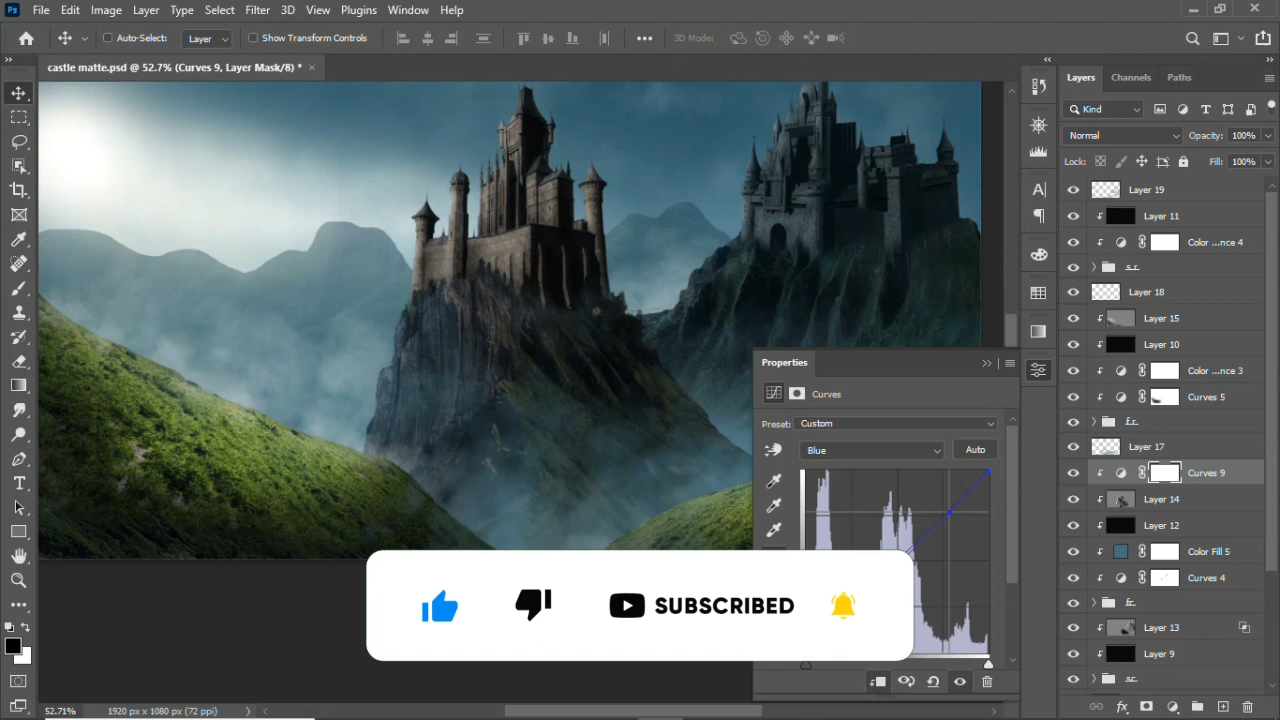 Ps File Edit Image Layer Type Select Filter 3D View Plugins Window Help
Auto-Select: Layer Show Transform Controls 3D Mode:
castle matte.psd @ 52.7% (Curves 9, Layer Mask/8) *
Layers Channels Paths
Kind
Normal Opacity: 100%
Lock: Fill: 100%
Layer 19
Layer 11
Color ...nce 4
s.r.
Layer 18
Layer 15
Layer 10
Color ...nce 3
Curves 5
f.r.
Layer 17
Curves 9
Layer 14
Layer 12
Color Fill 5
Curves 4
fc
Layer 13
Layer 9
sc
Properties
Curves
Preset: Custom
Blue Auto
SUBSCRIBED
52.71% 1920 px x 1080 px (72 ppi)